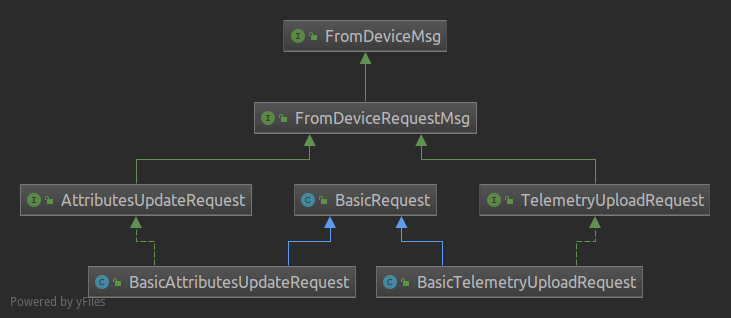 I FromDeviceMsg
I FromDeviceRequestMsg
I AttributesUpdateRequest
C BasicRequest
I TelemetryUploadRequest
C BasicAttributesUpdateRequest
C BasicTelemetryUploadRequest
Powered by yFiles